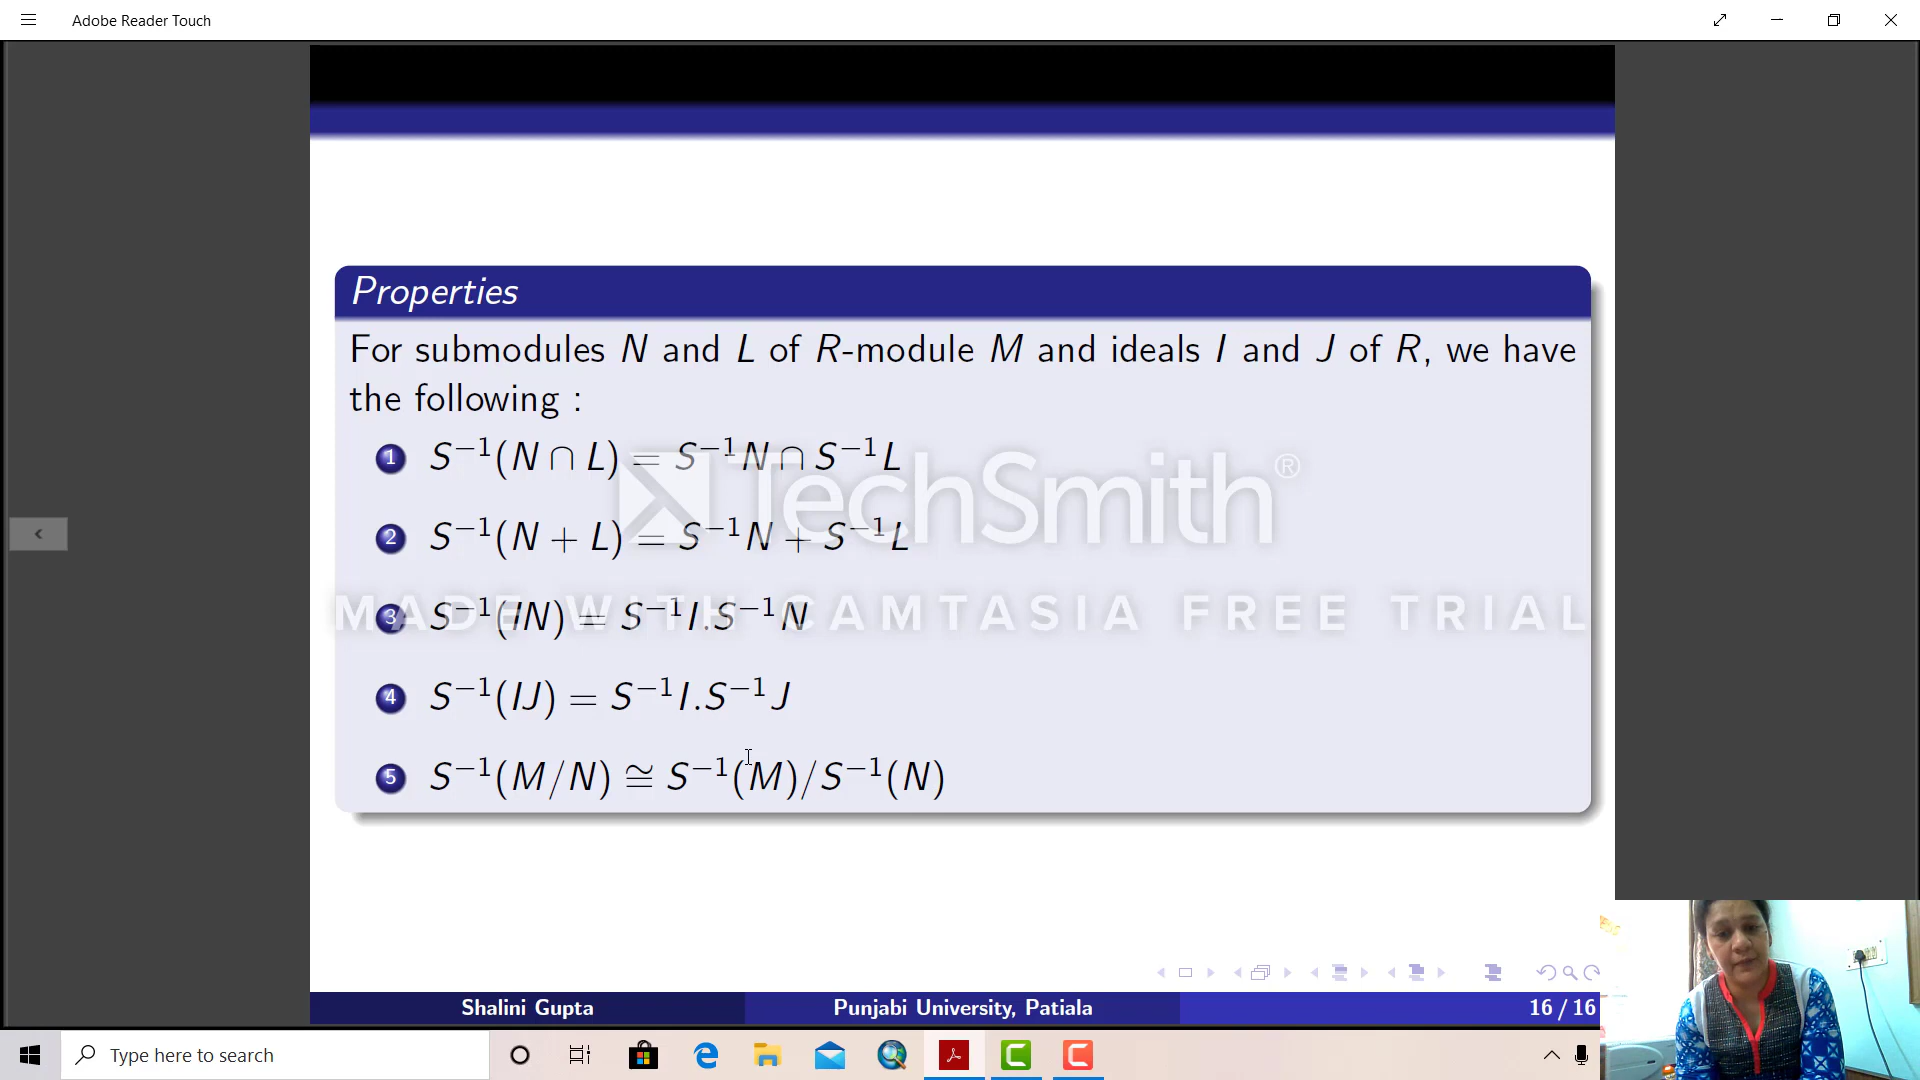 Adobe Reader Touch
Properties
For submodules N and L of R-module M and ideals I and J of R, we have
the following :
1 S⁻¹(N ∩ L) = S⁻¹N ∩ S⁻¹L
2 S⁻¹(N + L) = S⁻¹N + S⁻¹L
3 S⁻¹(IN) = S⁻¹I.S⁻¹N
4 S⁻¹(IJ) = S⁻¹I.S⁻¹J
5 S⁻¹(M/N) ≅ S⁻¹(M)/S⁻¹(N)
TechSmith®
MADE WITH CAMTASIA FREE TRIAL
Shalini Gupta Punjabi University, Patiala 16 / 16
Type here to search